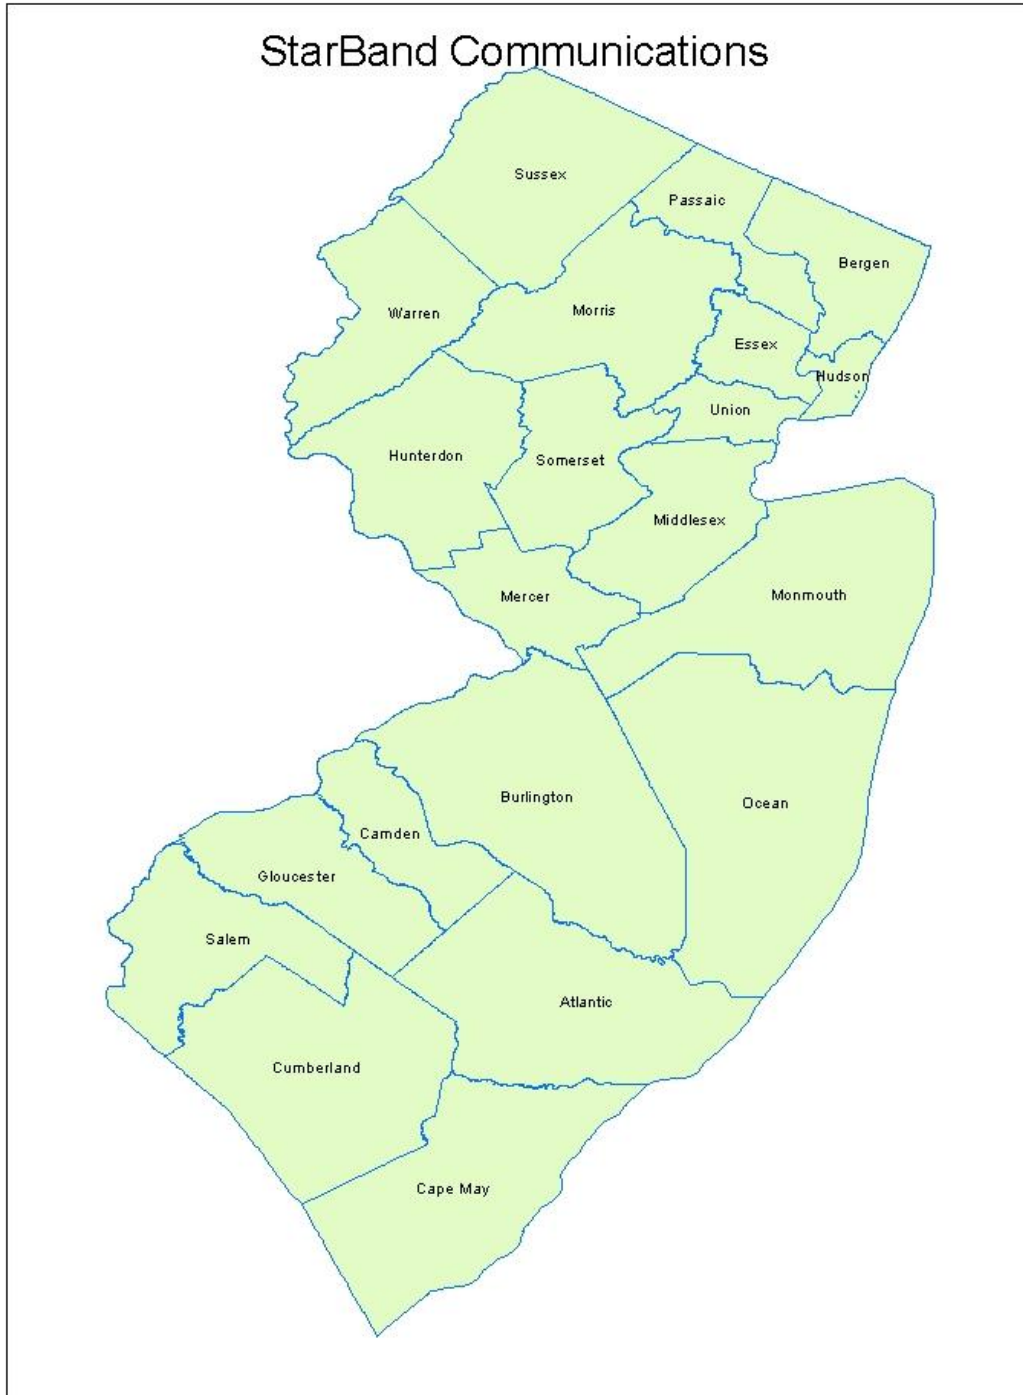 StarBand Communications
Sussex
Passaic
Bergen
Warren
Morris
Essex
Hudson
Union
Hunterdon
Somerset
Middlesex
Mercer
Monmouth
Burlington
Ocean
Camden
Gloucester
Salem
Atlantic
Cumberland
Cape May